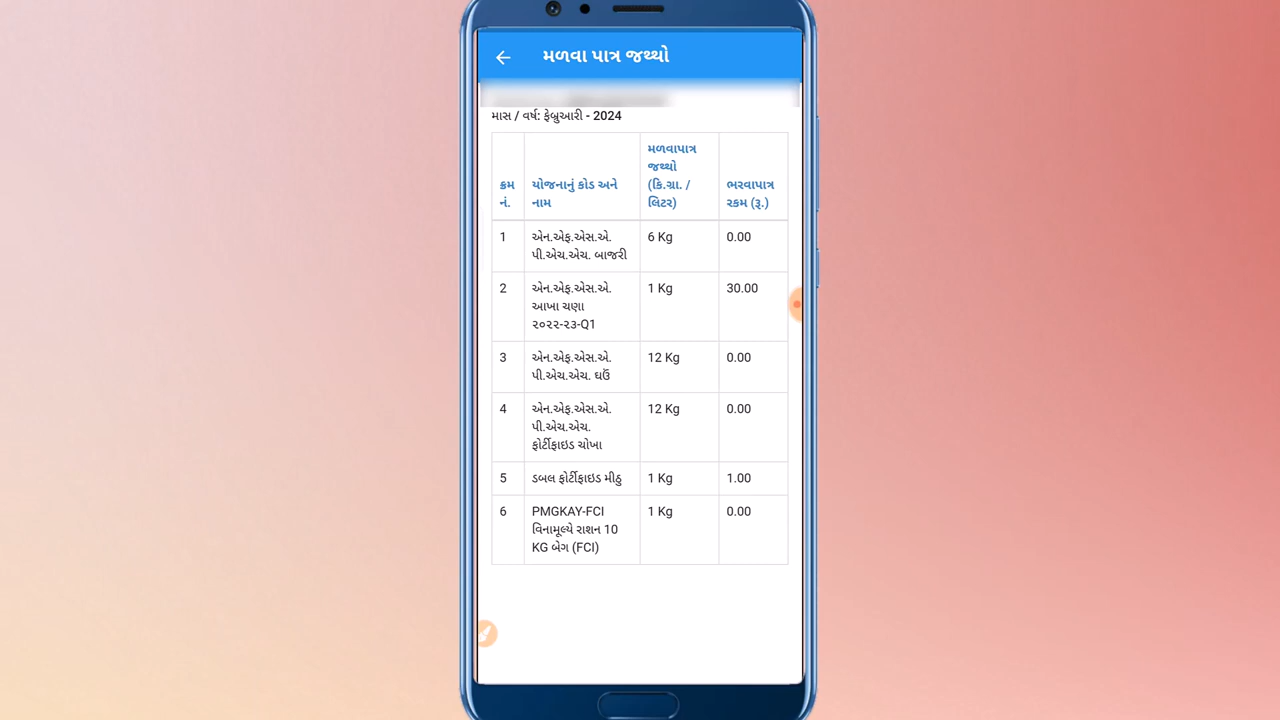 મળવા પાત્ર જથ્થો
માસ / વર્ષ: ફેબ્રુઆરી - 2024
ક્રમ નં. યોજનાનું કોડ અને નામ મળવાપાત્ર જથ્થો (કિ.ગ્રા. / લિટર) ભરવાપાત્ર રકમ (રૂ.)
1 એન.એફ.એસ.એ. 6 Kg 0.00
પી.એચ.એચ. બાજરી
2 એન.એફ.એસ.એ. 1 Kg 30.00
આખા ચણા
૨૦૨૨-૨૩-Q1
3 એન.એફ.એસ.એ. 12 Kg 0.00
પી.એચ.એચ. ઘઉં
4 એન.એફ.એસ.એ. 12 Kg 0.00
પી.એચ.એચ.
ફોર્ટીફાઇડ ચોખા
5 ડબલ ફોર્ટીફાઇડ મીઠુ 1 Kg 1.00
6 PMGKAY-FCI 1 Kg 0.00
વિનામૂલ્યે રાશન 10
KG બેગ (FCI)